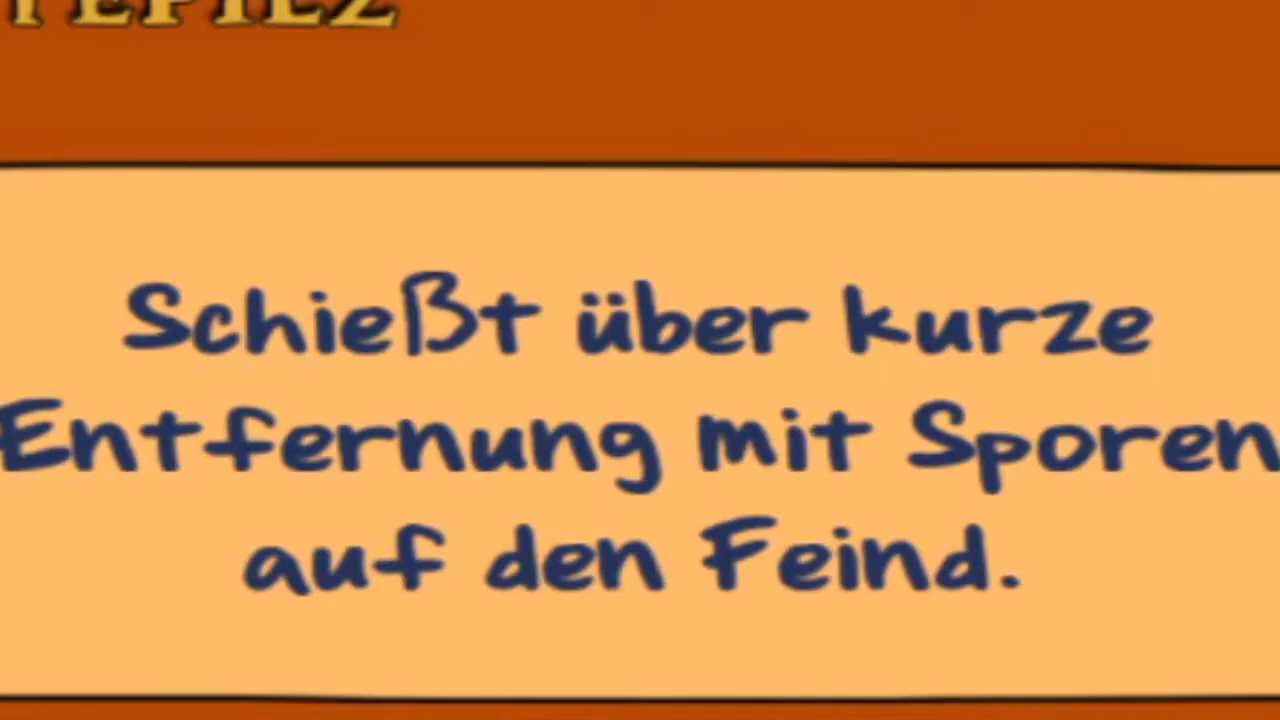 Schießt über kurze
Entfernung mit Sporen
auf den Feind.